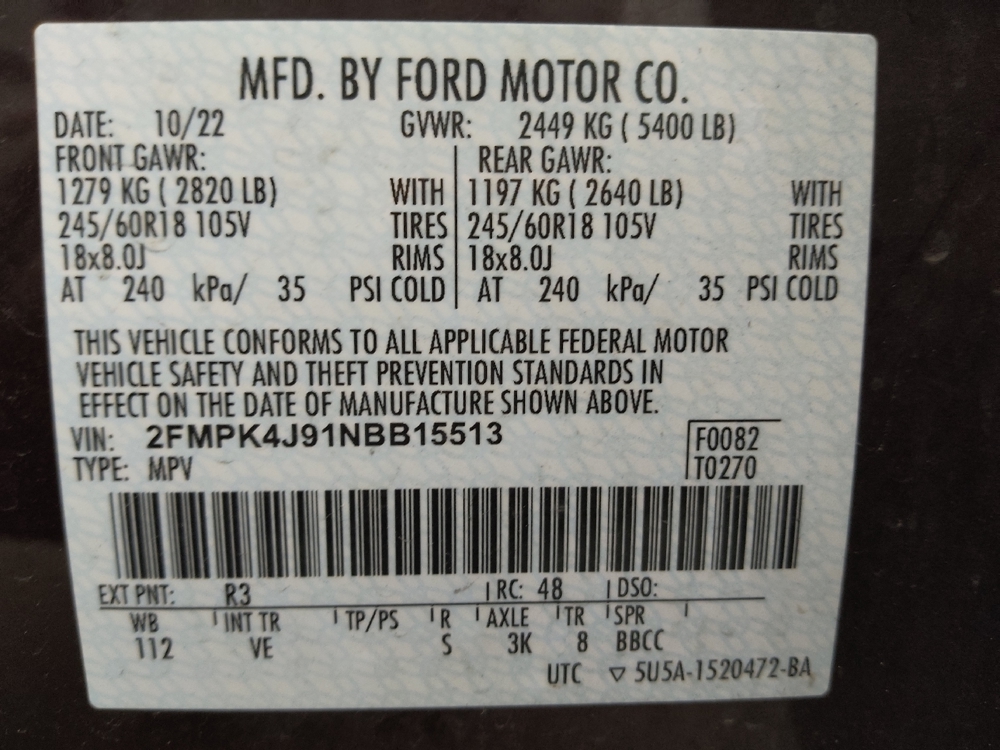 MFD. BY FORD MOTOR CO.
DATE: 10/22 GVWR: 2449 KG ( 5400 LB)
FRONT GAWR: REAR GAWR:
1279 KG ( 2820 LB) WITH 1197 KG ( 2640 LB) WITH
245/60R18 105V TIRES 245/60R18 105V TIRES
18x8.0J RIMS 18x8.0J RIMS
AT 240 kPa/ 35 PSI COLD AT 240 kPa/ 35 PSI COLD
THIS VEHICLE CONFORMS TO ALL APPLICABLE FEDERAL MOTOR
VEHICLE SAFETY AND THEFT PREVENTION STANDARDS IN
EFFECT ON THE DATE OF MANUFACTURE SHOWN ABOVE.
VIN: 2FMPK4J91NBB15513 F0082
TYPE: MPV T0270
EXT PNT: R3 RC: 48 DSO:
WB INT TR TP/PS R AXLE TR SPR
112 VE S 3K 8 BBCC
UTC ▽ 5U5A-1520472-BA